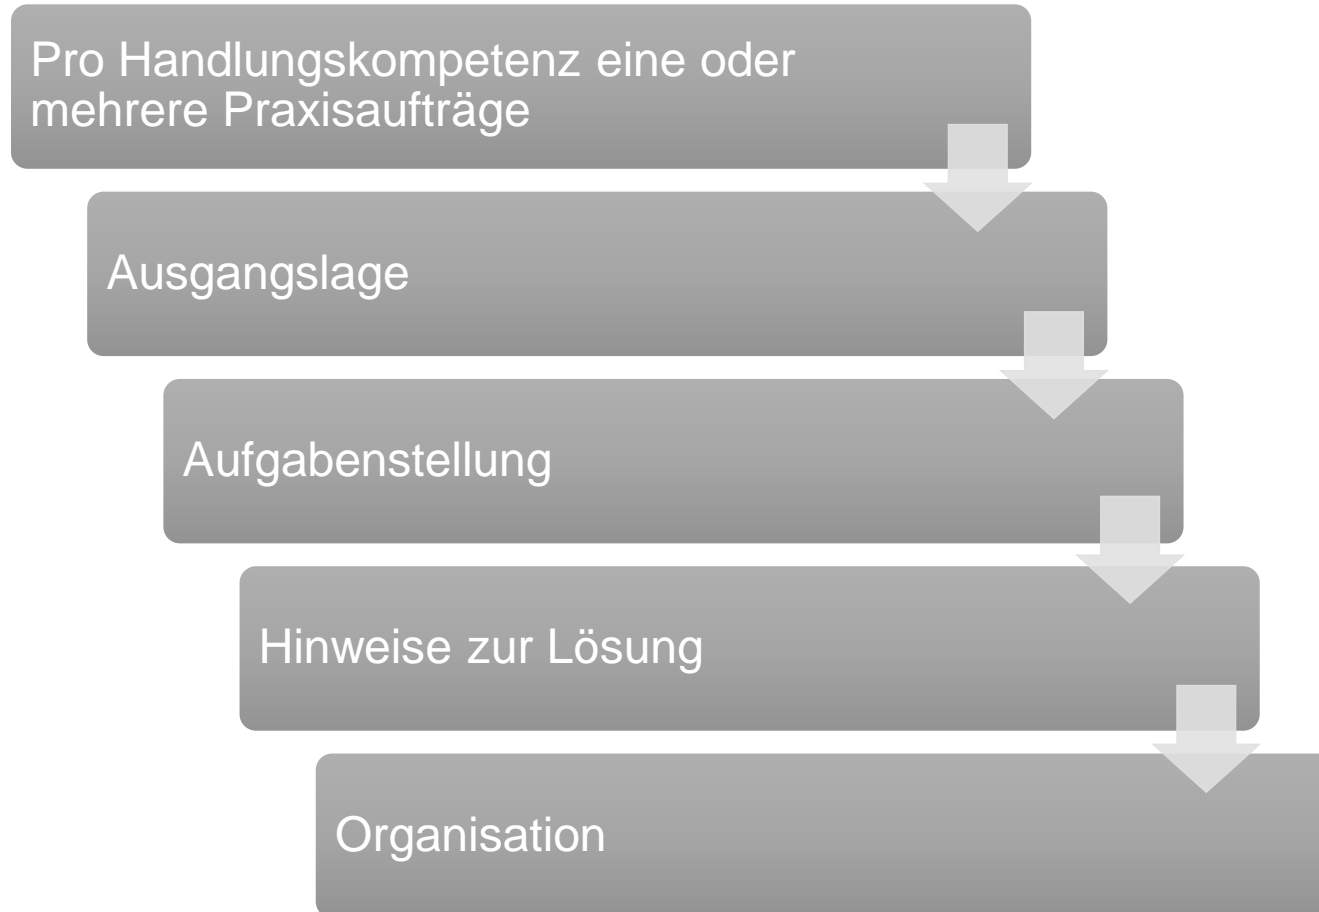 Pro Handlungskompetenz eine oder
mehrere Praxisaufträge
Ausgangslage
Aufgabenstellung
Hinweise zur Lösung
Organisation